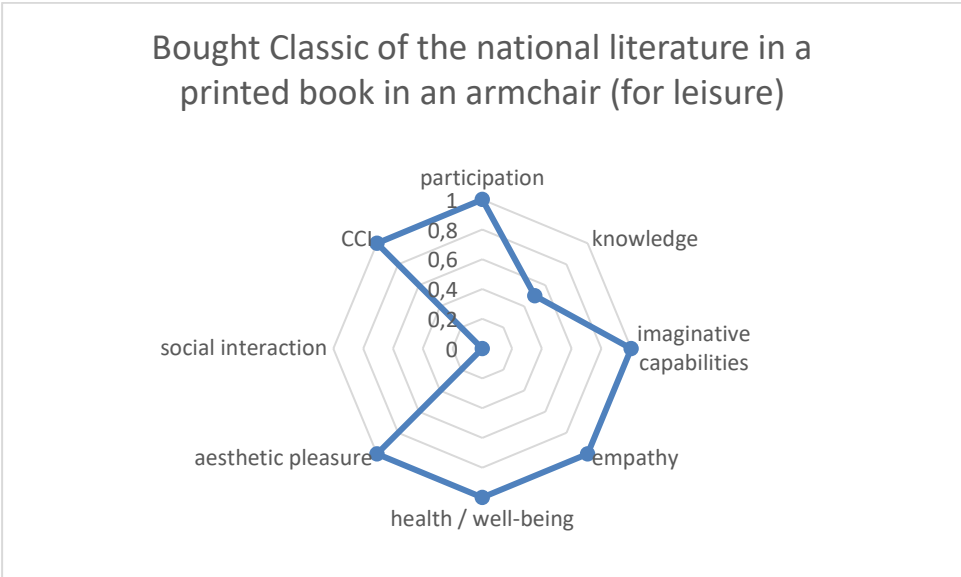 Bought Classic of the national literature in a
printed book in an armchair (for leisure)
participation
1
0,8
0,6
0,4
0,2
0
knowledge
imaginative
capabilities
empathy
health / well-being
aesthetic pleasure
social interaction
CCI